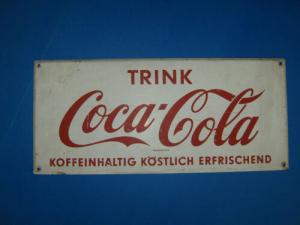 TRINK
Coca-Cola
KOFFEINHALTIG KÖSTLICH ERFRISCHEND